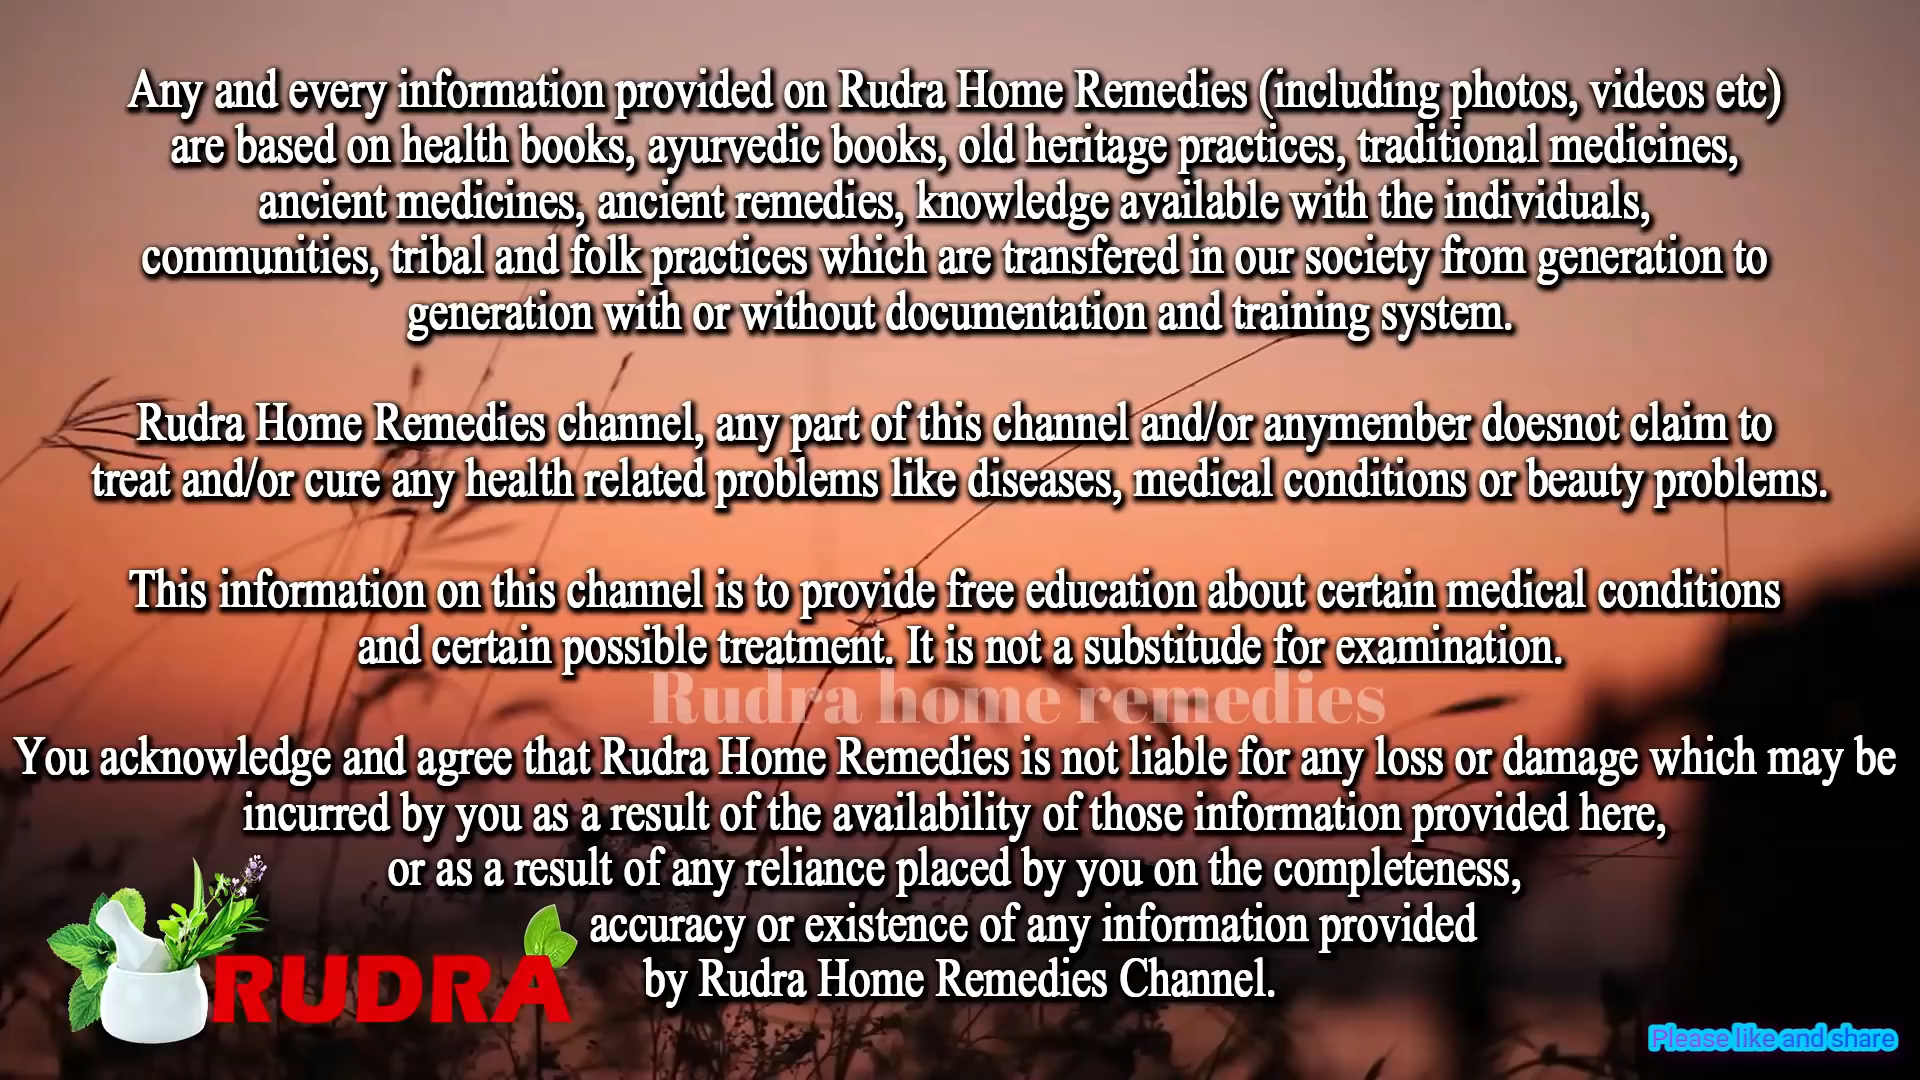 Any and every information provided on Rudra Home Remedies (including photos, videos etc)
are based on health books, ayurvedic books, old heritage practices, traditional medicines,
ancient medicines, ancient remedies, knowledge available with the individuals,
communities, tribal and folk practices which are transfered in our society from generation to
generation with or without documentation and training system.
Rudra Home Remedies channel, any part of this channel and/or anymember doesnot claim to
treat and/or cure any health related problems like diseases, medical conditions or beauty problems.
This information on this channel is to provide free education about certain medical conditions
and certain possible treatment. It is not a substitude for examination.
Rudra home remedies
You acknowledge and agree that Rudra Home Remedies is not liable for any loss or damage which may be
incurred by you as a result of the availability of those information provided here,
or as a result of any reliance placed by you on the completeness,
accuracy or existence of any information provided
by Rudra Home Remedies Channel.
RUDRA
Please like and share